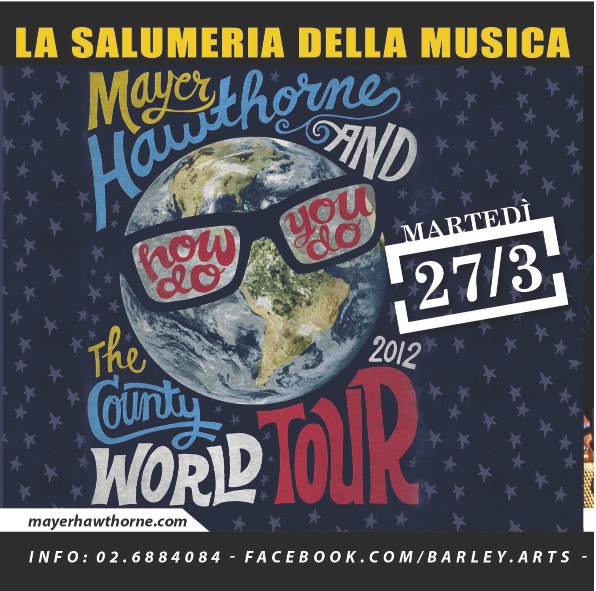 LA SALUMERIA DELLA MUSICA
Mayer
Hawthorne
AND
how do
you do
MARTEDÌ
27/3
The
County
2012
WORLD TOUR
mayerhawthorne.com
INFO: 02.6884084 - FACEBOOK.COM/BARLEY.ARTS -